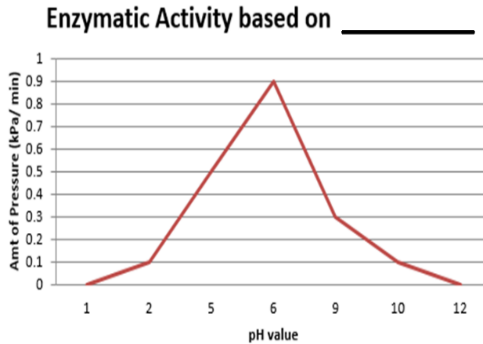 Enzymatic Activity based on ___________
Amt of Pressure (kPa/ min)
1
0.9
0.8
0.7
0.6
0.5
0.4
0.3
0.2
0.1
0
1 2 5 6 9 10 12
pH value